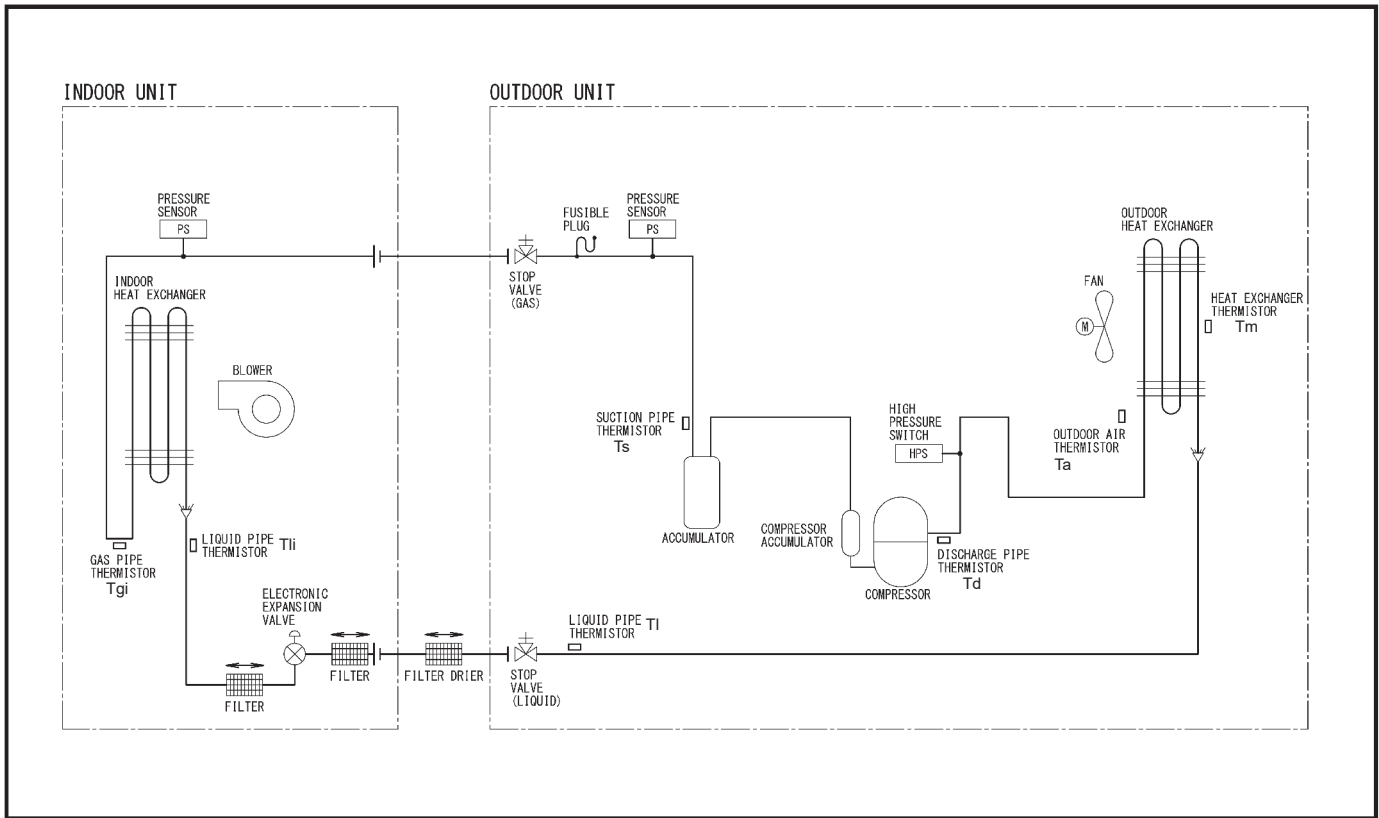 INDOOR UNIT
OUTDOOR UNIT
PRESSURE
SENSOR
PS
FUSIBLE
PLUG
PRESSURE
SENSOR
PS
OUTDOOR
HEAT EXCHANGER
INDOOR
HEAT EXCHANGER
STOP
VALVE
(GAS)
FAN
M
HEAT EXCHANGER
THERMISTOR
Tm
BLOWER
SUCTION PIPE
THERMISTOR
Ts
HIGH
PRESSURE
SWITCH
HPS
OUTDOOR AIR
THERMISTOR
Ta
ACCUMULATOR
COMPRESSOR
ACCUMULATOR
LIQUID PIPE
THERMISTOR Tli
GAS PIPE
THERMISTOR
Tgi
DISCHARGE PIPE
THERMISTOR
Td
COMPRESSOR
ELECTRONIC
EXPANSION
VALVE
LIQUID PIPE
THERMISTOR Tl
FILTER
FILTER
FILTER DRIER
STOP
VALVE
(LIQUID)